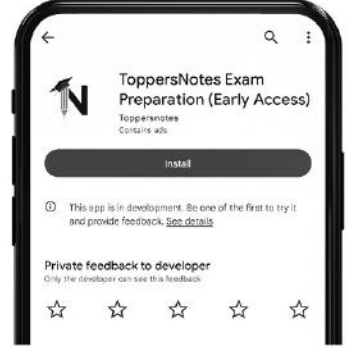 N
ToppersNotes Exam
Preparation (Early Access)
Toppersnotes
Contains ads
Install
This app is in development. Be one of the first to try it
and provide feedback. See details
Private feedback to developer
Only the developer can see this feedback